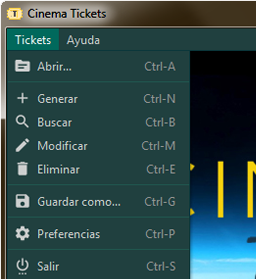 T Cinema Tickets
Tickets Ayuda
Abrir... Ctrl-A
Generar Ctrl-N
Buscar Ctrl-B
Modificar Ctrl-M
Eliminar Ctrl-E
Guardar como... Ctrl-G
Preferencias Ctrl-P
Salir Ctrl-S